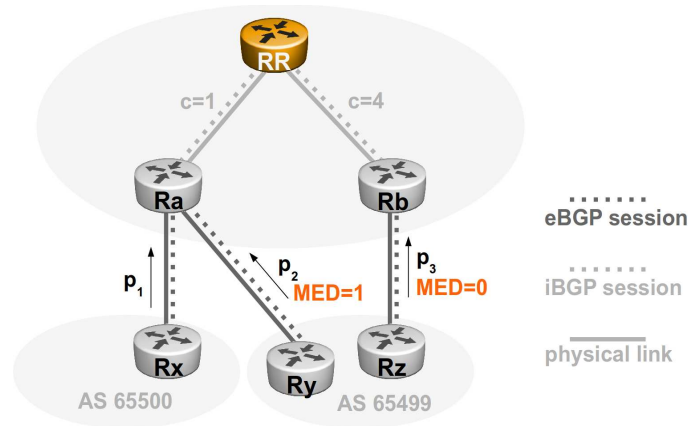 RR
c=1
c=4
Ra
Rb
eBGP session
p1
p2
MED=1
p3
MED=0
iBGP session
Rx
Ry
Rz
physical link
AS 65500
AS 65499